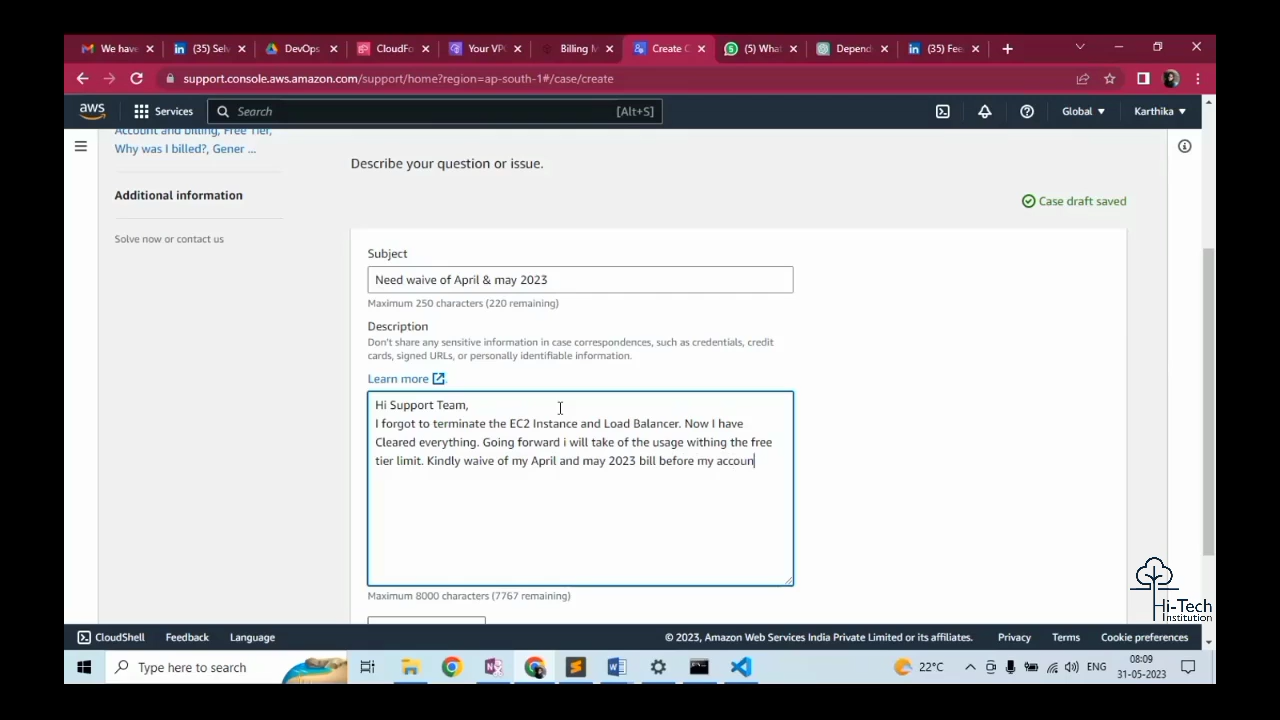 We have
(35) Selv
DevOps
CloudFo
Your VP
Billing M
Create C
(5) What
Depend
(35) Fee
support.console.aws.amazon.com/support/home?region=ap-south-1#/case/create
aws
Services
Search
[Alt+S]
Global
Karthika
Account and billing, Free Tier,
Why was I billed?, Gener ...
Additional information
Solve now or contact us
Describe your question or issue.
Case draft saved
Subject
Need waive of April & may 2023
Maximum 250 characters (220 remaining)
Description
Don't share any sensitive information in case correspondences, such as credentials, credit
cards, signed URLs, or personally identifiable information.
Learn more
Hi Support Team,
I forgot to terminate the EC2 Instance and Load Balancer. Now I have
Cleared everything. Going forward i will take of the usage withing the free
tier limit. Kindly waive of my April and may 2023 bill before my accoun
Maximum 8000 characters (7767 remaining)
Hi-Tech
Institution
CloudShell
Feedback
Language
© 2023, Amazon Web Services India Private Limited or its affiliates.
Privacy
Terms
Cookie preferences
Type here to search
22°C
ENG
08:09
31-05-2023